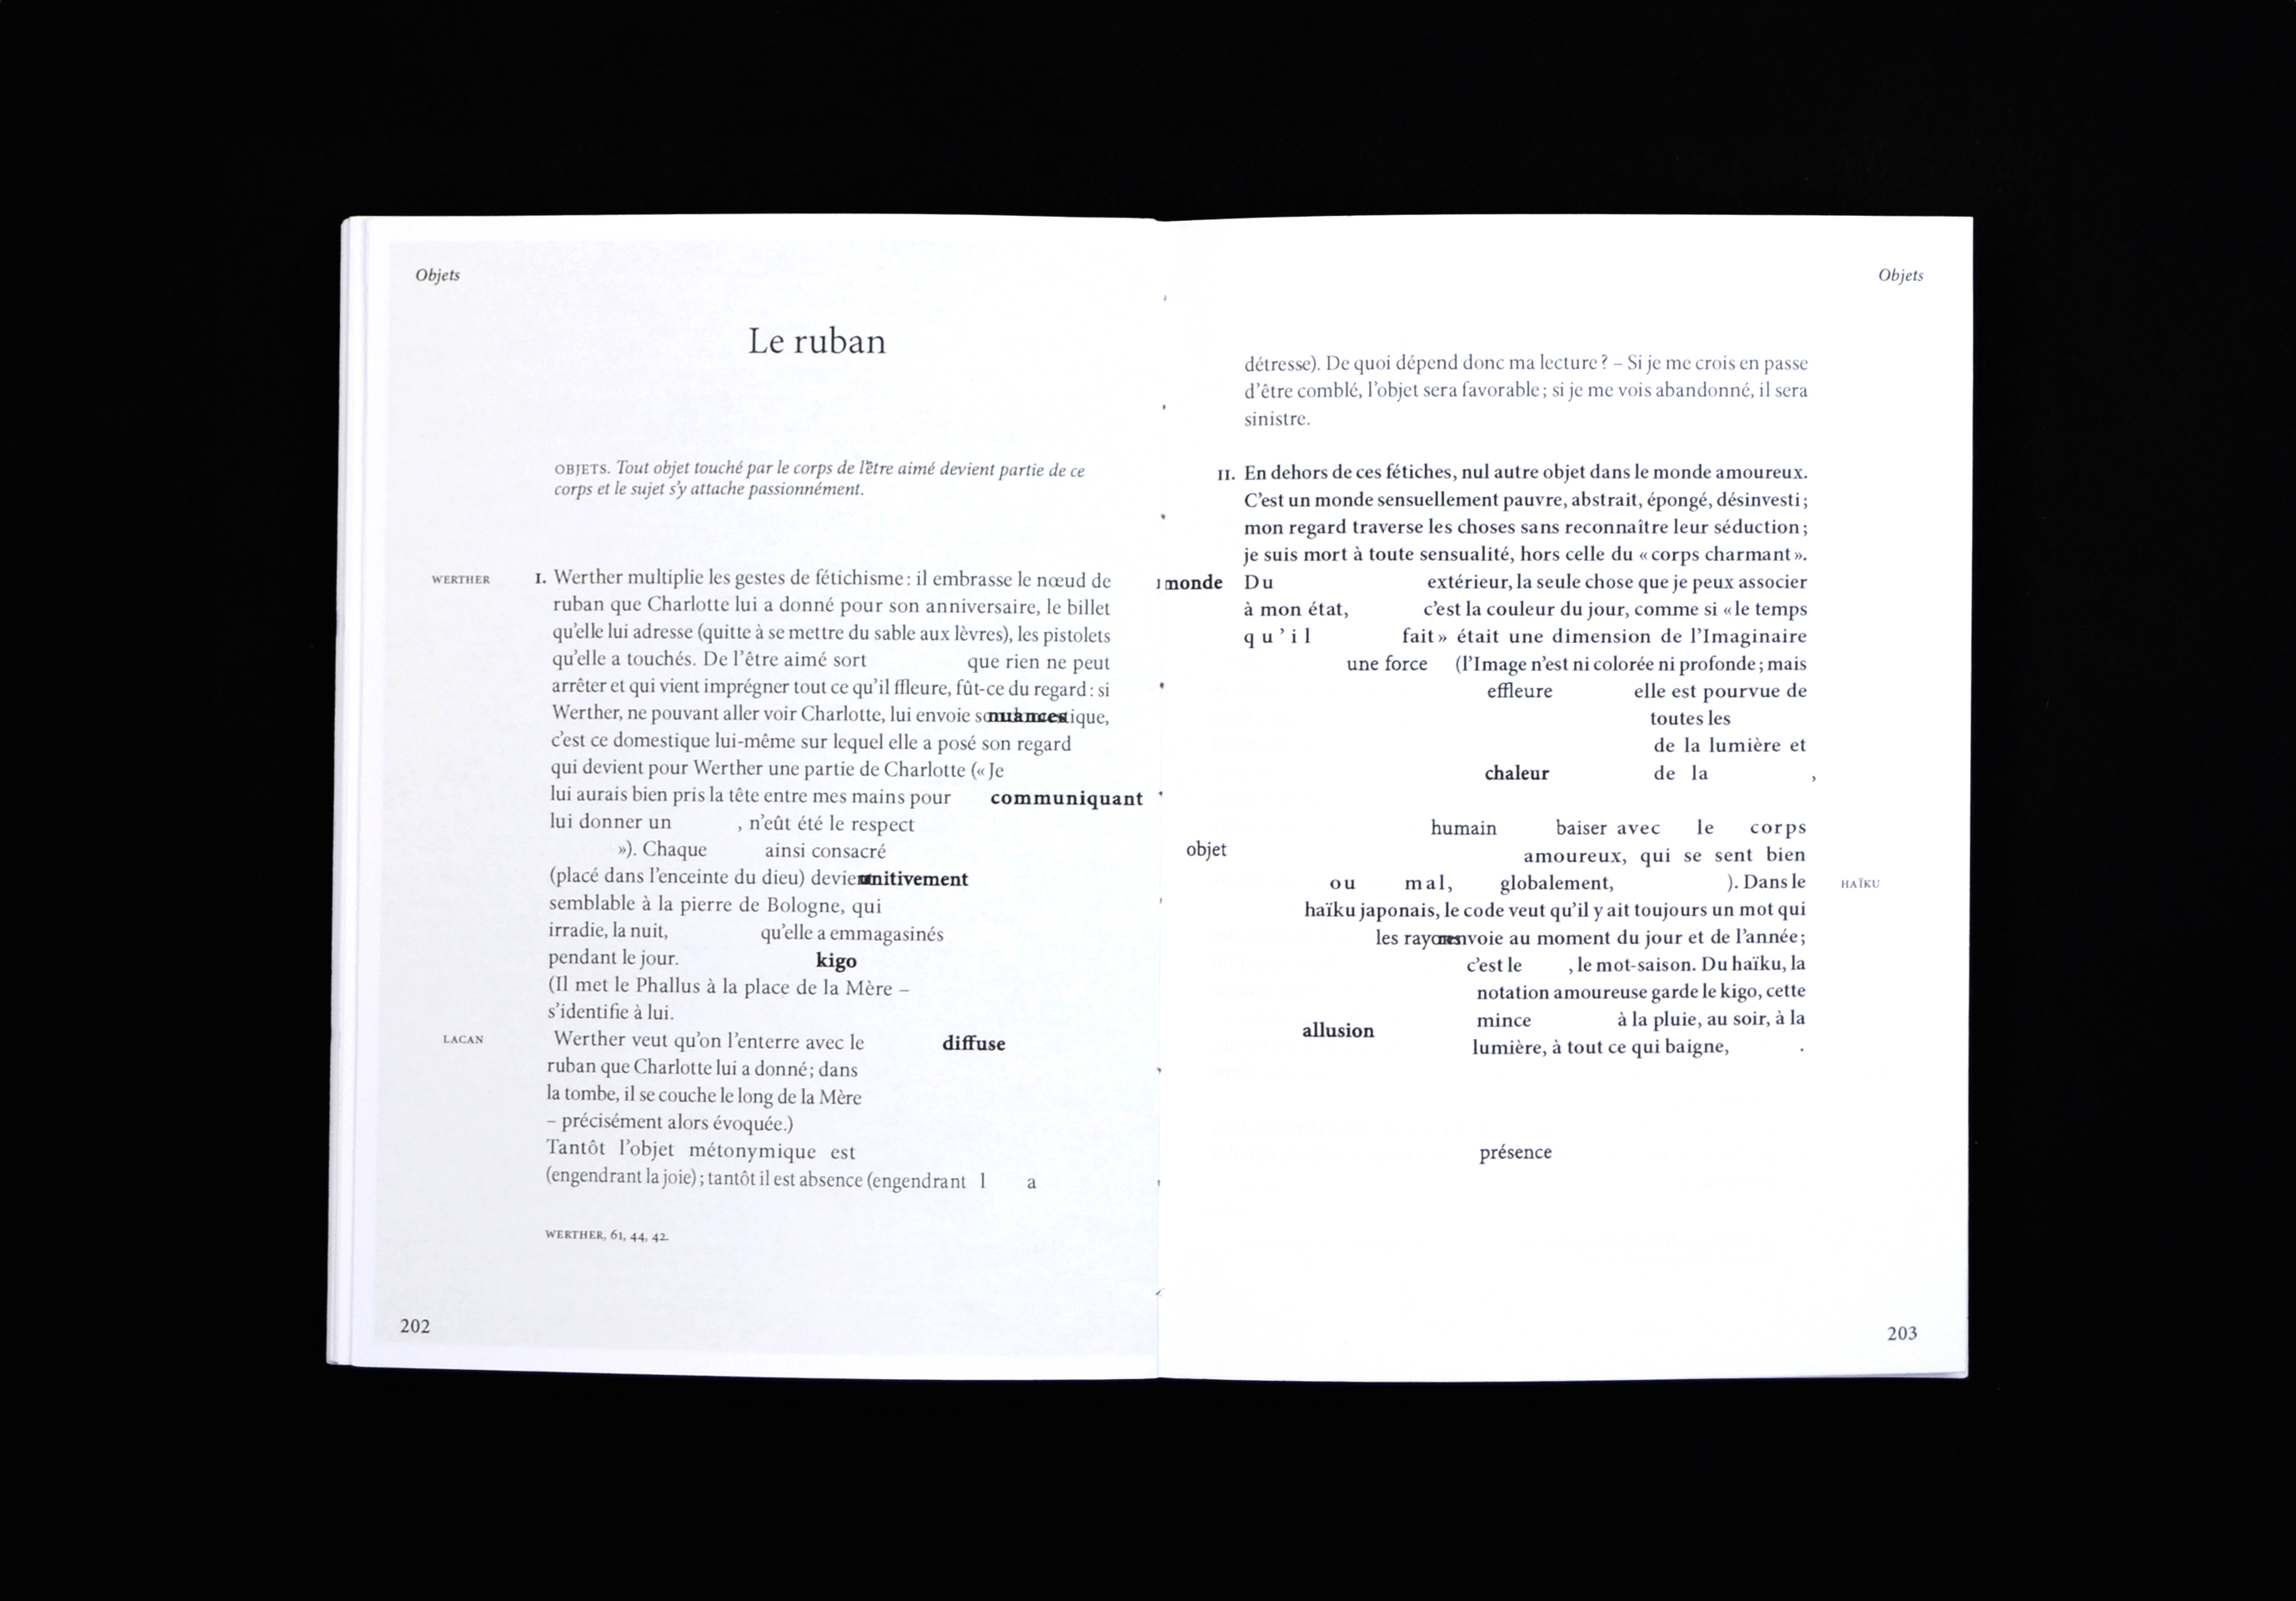 Objets
Le ruban
OBJETS. Tout objet touché par le corps de l'être aimé devient partie de ce
corps et le sujet s'y attache passionnément.
WERTHER
I. Werther multiplie les gestes de fétichisme : il embrasse le nœud de
ruban que Charlotte lui a donné pour son anniversaire, le billet
qu'elle lui adresse (quitte à se mettre du sable aux lèvres), les pistolets
qu'elle a touchés. De l'être aimé sort que rien ne peut
arrêter et qui vient imprégner tout ce qu'il ffleure, fût-ce du regard : si
Werther, ne pouvant aller voir Charlotte, lui envoie nuances ique,
c'est ce domestique lui-même sur lequel elle a posé son regard
qui devient pour Werther une partie de Charlotte (« Je
lui aurais bien pris la tête entre mes mains pour communiquant
lui donner un , n'eût été le respect
»). Chaque ainsi consacré
(placé dans l'enceinte du dieu) devie nitivement
semblable à la pierre de Bologne, qui
irradie, la nuit, qu'elle a emmagasinés
pendant le jour. kigo
(Il met le Phallus à la place de la Mère –
s'identifie à lui.
LACAN
Werther veut qu'on l'enterre avec le diffuse
ruban que Charlotte lui a donné ; dans
la tombe, il se couche le long de la Mère
– précisément alors évoquée.)
Tantôt l'objet métonymique est
(engendrant la joie) ; tantôt il est absence (engendrant l a
WERTHER, 61, 44, 42.
202
Objets
détresse). De quoi dépend donc ma lecture ? – Si je me crois en passe
d'être comblé, l'objet sera favorable ; si je me vois abandonné, il sera
sinistre.
II. En dehors de ces fétiches, nul autre objet dans le monde amoureux.
C'est un monde sensuellement pauvre, abstrait, épongé, désinvesti ;
mon regard traverse les choses sans reconnaître leur séduction ;
je suis mort à toute sensualité, hors celle du « corps charmant ».
monde Du extérieur, la seule chose que je peux associer
à mon état, c'est la couleur du jour, comme si « le temps
qu'il fait » était une dimension de l'Imaginaire
une force (l'Image n'est ni colorée ni profonde ; mais
effleure elle est pourvue de
toutes les
de la lumière et
chaleur de la ,
humain baiser avec le corps
objet amoureux, qui se sent bien
ou mal, globalement, ). Dans le
HAÏKU
haïku japonais, le code veut qu'il y ait toujours un mot qui
les ray nvoie au moment du jour et de l'année ;
c'est le , le mot-saison. Du haïku, la
notation amoureuse garde le kigo, cette
mince à la pluie, au soir, à la
allusion
lumière, à tout ce qui baigne, .
présence
203